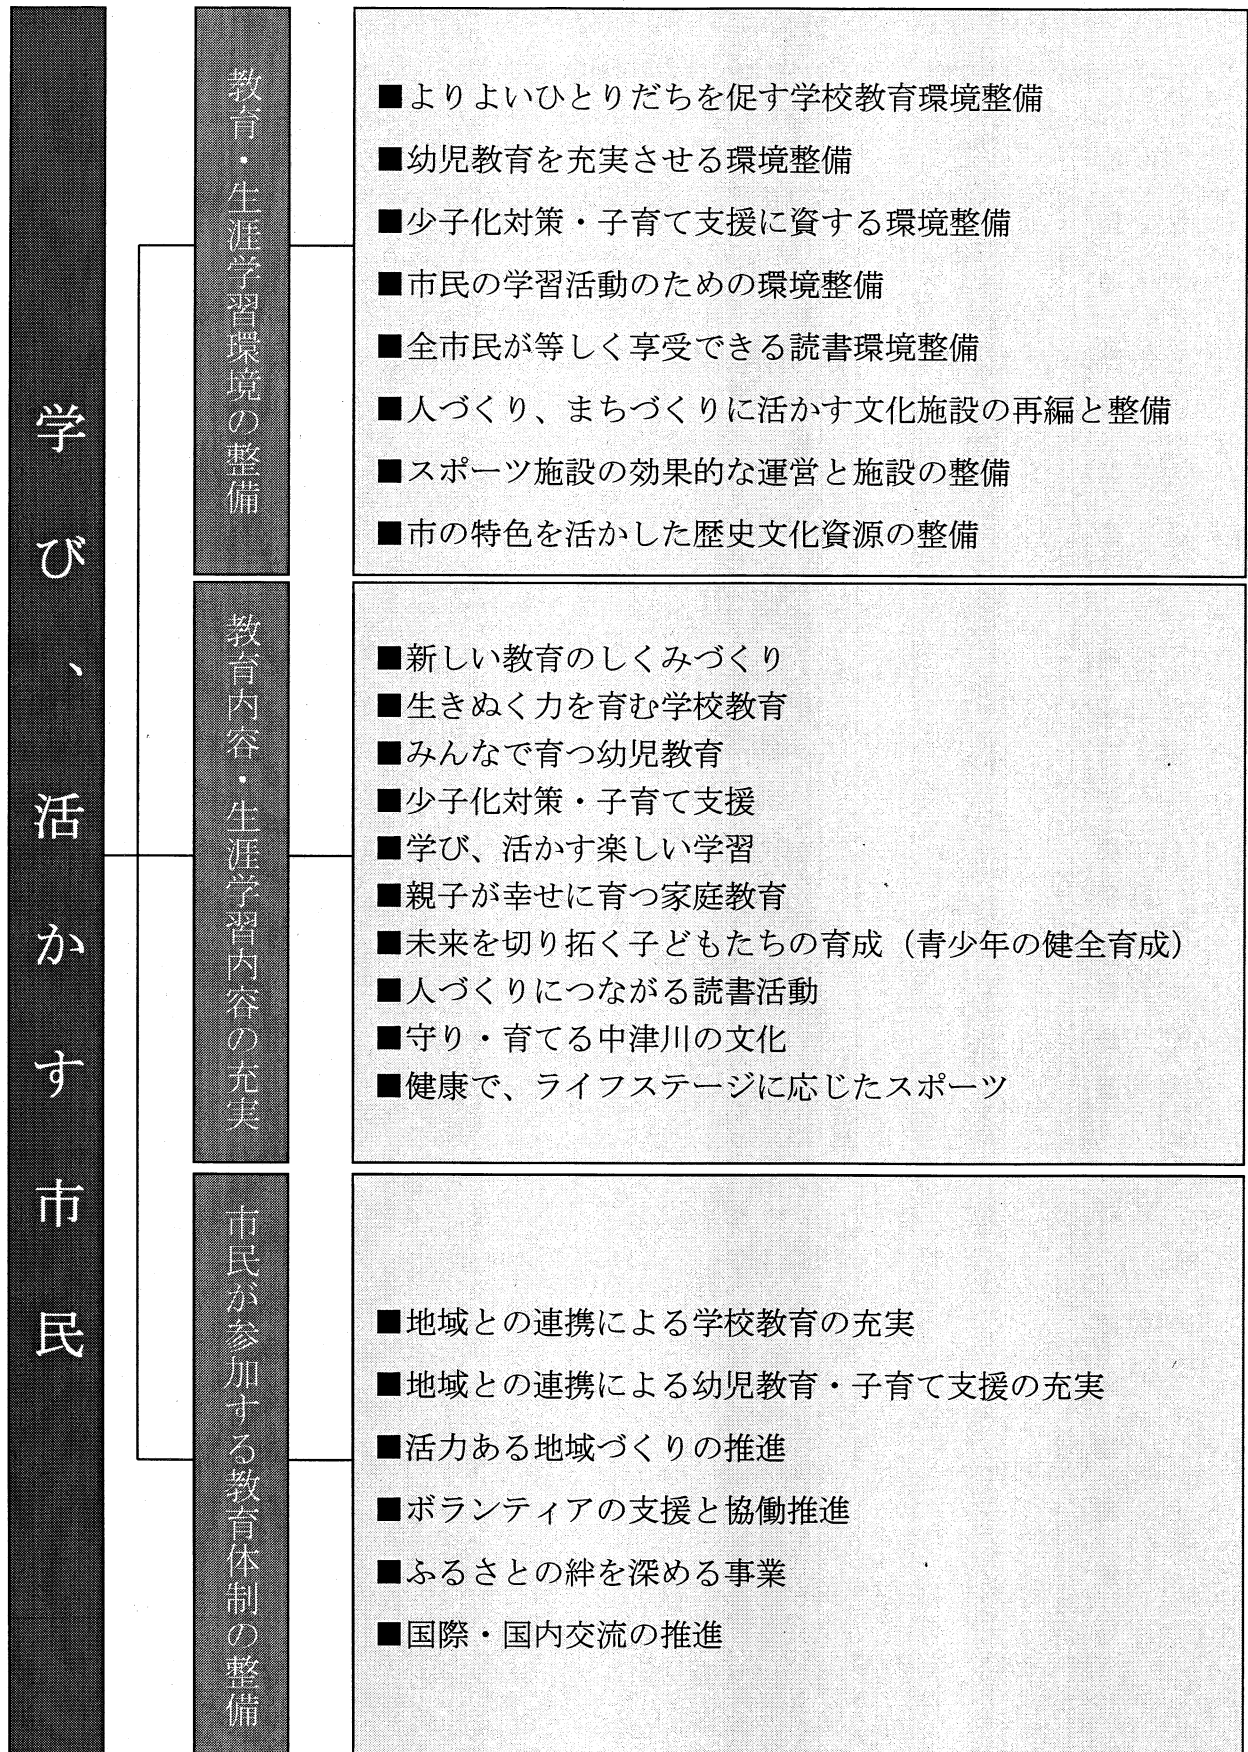 学び、活かす市民
教育・生涯学習環境の整備
■よりよいひとりだちを促す学校教育環境整備
■幼児教育を充実させる環境整備
■少子化対策・子育て支援に資する環境整備
■市民の学習活動のための環境整備
■全市民が等しく享受できる読書環境整備
■人づくり、まちづくりに活かす文化施設の再編と整備
■スポーツ施設の効果的な運営と施設の整備
■市の特色を活かした歴史文化資源の整備
教育内容・生涯学習内容の充実
■新しい教育のしくみづくり
■生きぬく力を育む学校教育
■みんなで育つ幼児教育
■少子化対策・子育て支援
■学び、活かす楽しい学習
■親子が幸せに育つ家庭教育
■未来を切り拓く子どもたちの育成（青少年の健全育成）
■人づくりにつながる読書活動
■守り・育てる中津川の文化
■健康で、ライフステージに応じたスポーツ
市民が参加する教育体制の整備
■地域との連携による学校教育の充実
■地域との連携による幼児教育・子育て支援の充実
■活力ある地域づくりの推進
■ボランティアの支援と協働推進
■ふるさとの絆を深める事業
■国際・国内交流の推進